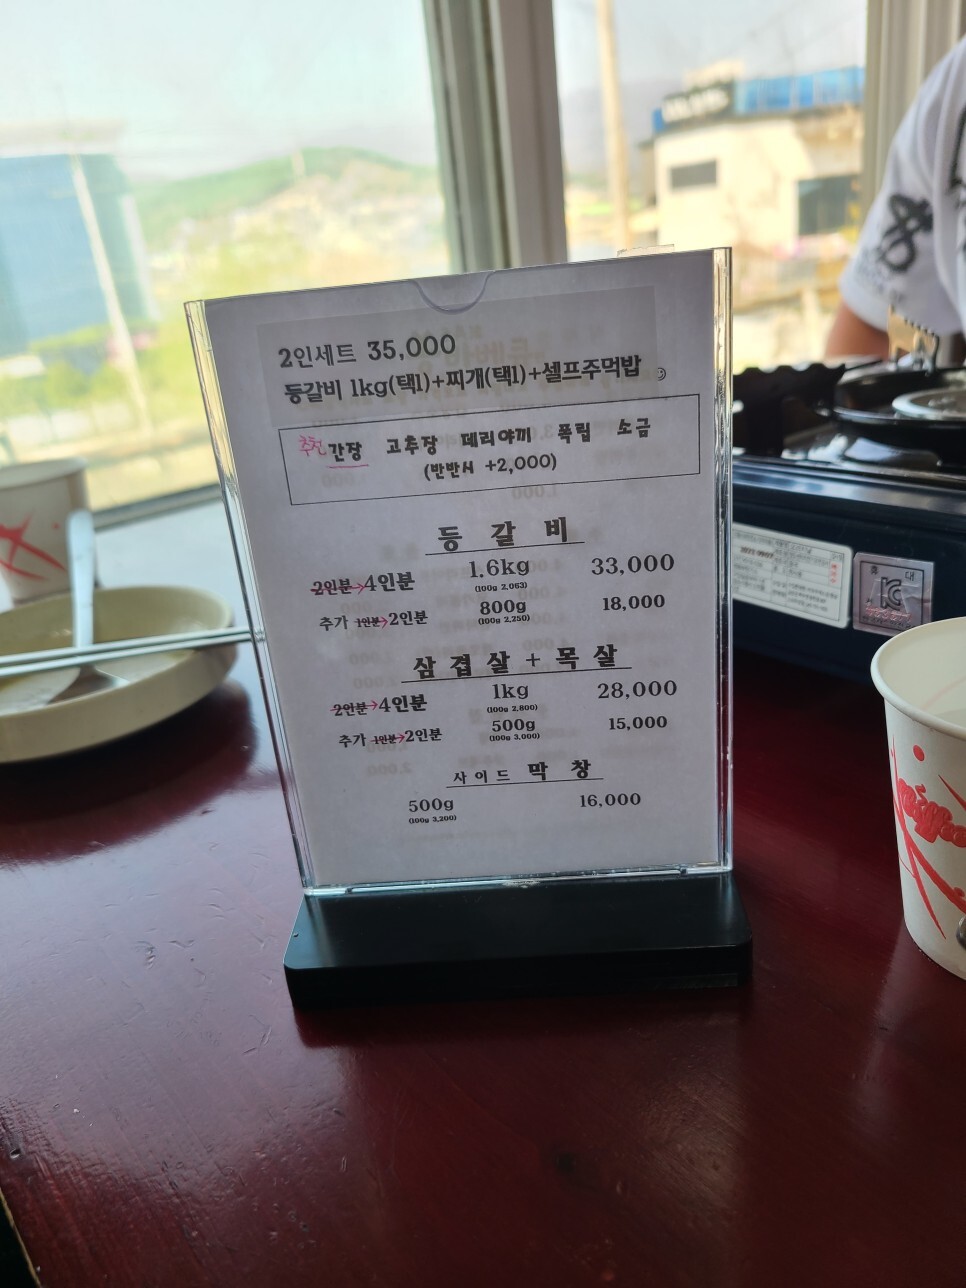 2인세트 35,000
등갈비 1kg(택1)+찌개(택1)+셀프주먹밥
추천 간장 고추장 데리야끼 폭립 소금
(반반시 +2,000)
등 갈 비
2인분→4인분 1.6kg 33,000
(100g 2,063)
추가 1인분→2인분 800g 18,000
(100g 2,250)
삼 겹 살 + 목 살
2인분→4인분 1kg 28,000
(100g 2,800)
추가 1인분→2인분 500g 15,000
(100g 3,000)
사이드 막 창
500g 16,000
(100g 3,200)
휴 대